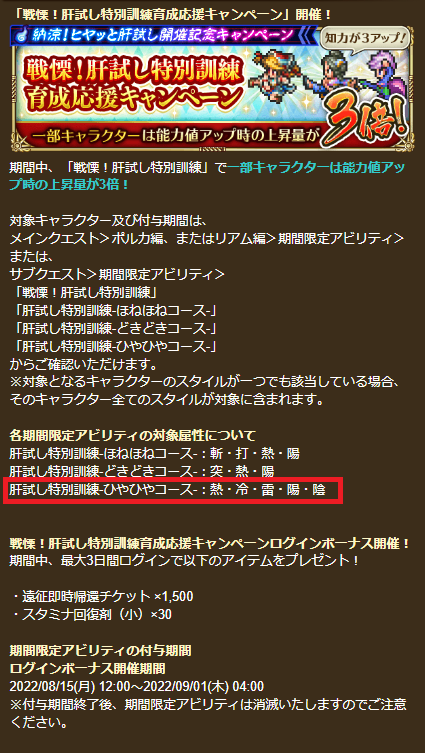 「戦慄！肝試し特別訓練育成応援キャンペーン」開催！
納涼！ヒヤッと肝試し開催記念キャンペーン
知力が3アップ！
戦慄！肝試し特別訓練
育成応援キャンペーン
一部キャラクターは能力値アップ時の上昇量が
3倍！
期間中、「戦慄！肝試し特別訓練」で一部キャラクターは能力値アッ
プ時の上昇量が3倍！
対象キャラクター及び付与期間は、
メインクエスト＞ポルカ編、またはリアム編＞期間限定アビリティ＞
または、
サブクエスト＞期間限定アビリティ＞
「戦慄！肝試し特別訓練」
「肝試し特別訓練-ほねほねコース-」
「肝試し特別訓練-どきどきコース-」
「肝試し特別訓練-ひやひやコース-」
からご確認いただけます。
※対象となるキャラクターのスタイルが一つでも該当している場合、
そのキャラクター全てのスタイルが対象に含まれます。
各期間限定アビリティの対象属性について
肝試し特別訓練-ほねほねコース-：斬・打・熱・陽
肝試し特別訓練-どきどきコース-：突・熱・陽
肝試し特別訓練-ひやひやコース-：熱・冷・雷・陽・陰
戦慄！肝試し特別訓練育成応援キャンペーンログインボーナス開催！
期間中、最大3日間ログインで以下のアイテムをプレゼント！
・遠征即時帰還チケット ×1,500
・スタミナ回復剤（小）×30
期間限定アビリティの付与期間
ログインボーナス開催期間
2022/08/15(月) 12:00～2022/09/01(木) 04:00
※付与期間終了後、期間限定アビリティは消滅いたしますのでご注意
ください。